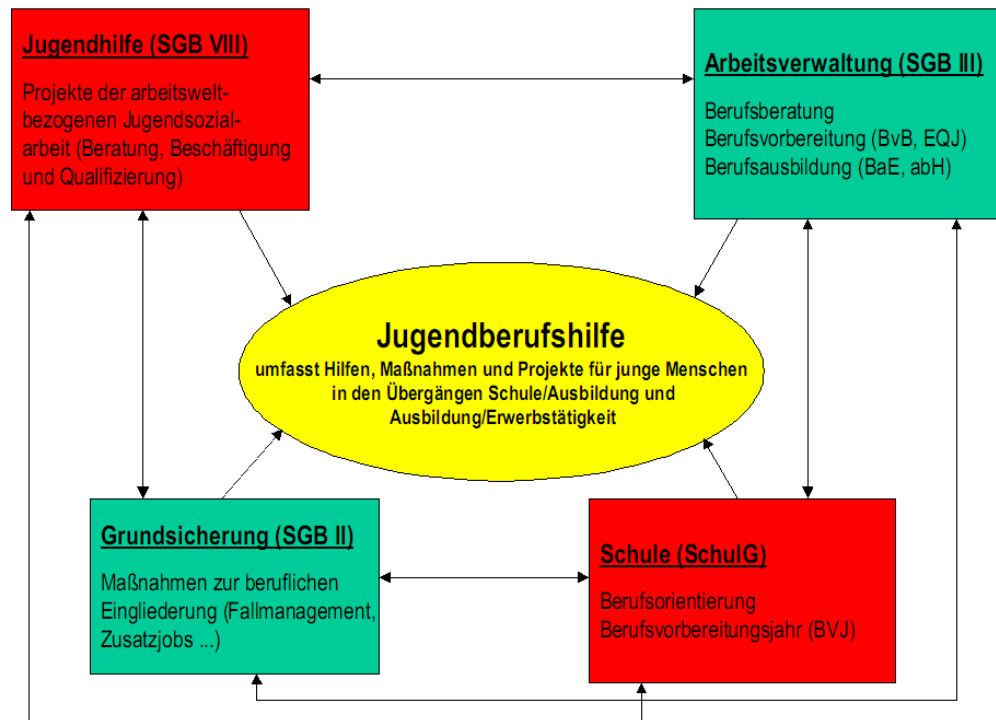 Jugendhilfe (SGB VIII)
Projekte der arbeitswelt-
bezogenen Jugendsozial-
arbeit (Beratung, Beschäftigung
und Qualifizierung)
Arbeitsverwaltung (SGB III)
Berufsberatung
Berufsvorbereitung (BvB, EQJ)
Berufsausbildung (BaE, abH)
Jugendberufshilfe
umfasst Hilfen, Maßnahmen und Projekte für junge Menschen
in den Übergängen Schule/Ausbildung und
Ausbildung/Erwerbstätigkeit
Grundsicherung (SGB II)
Maßnahmen zur beruflichen
Eingliederung (Fallmanagement,
Zusatzjobs ...)
Schule (SchulG)
Berufsorientierung
Berufsvorbereitungsjahr (BVJ)